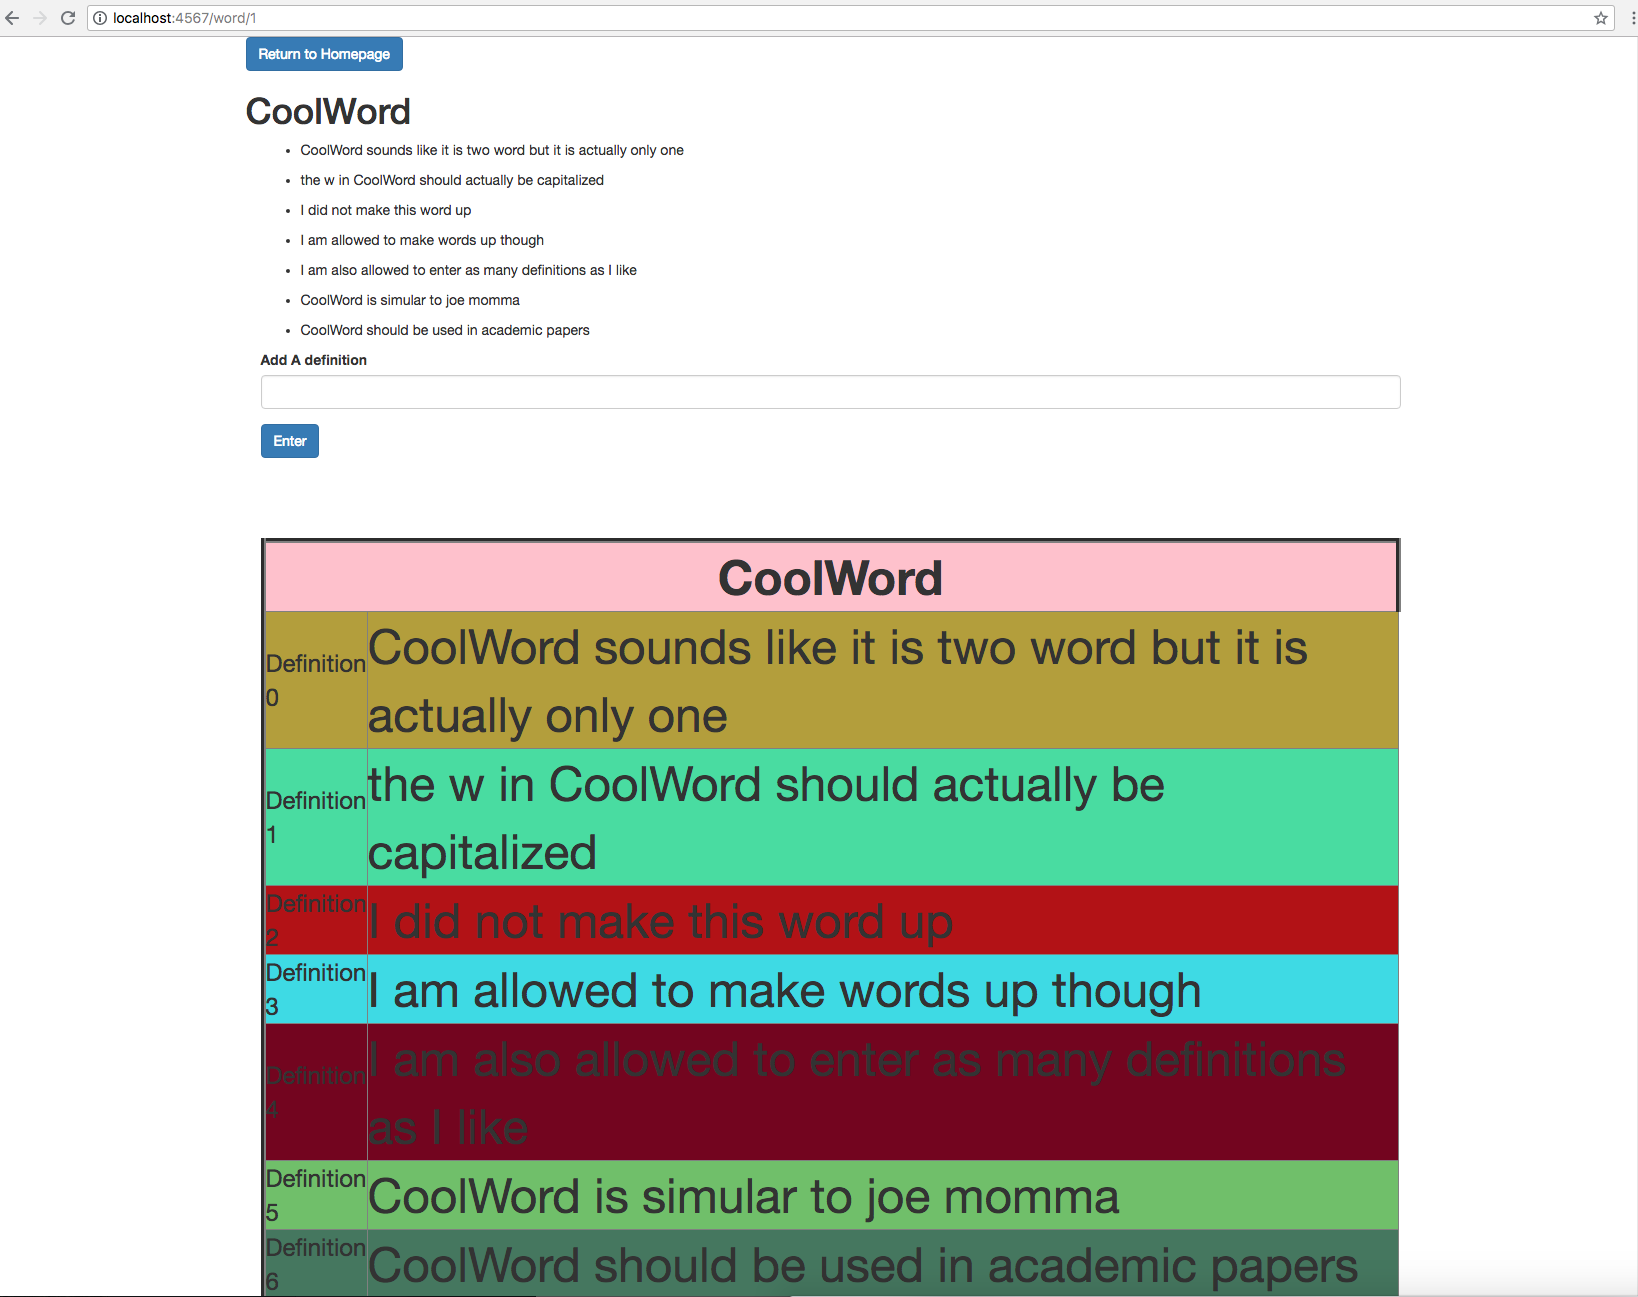 localhost:4567/word/1
Return to Homepage
CoolWord
CoolWord sounds like it is two word but it is actually only one
the w in CoolWord should actually be capitalized
I did not make this word up
I am allowed to make words up though
I am also allowed to enter as many definitions as I like
CoolWord is simular to joe momma
CoolWord should be used in academic papers
Add A definition
Enter
CoolWord
Definition
0
CoolWord sounds like it is two word but it is
actually only one
Definition
1
the w in CoolWord should actually be
capitalized
Definition
2
I did not make this word up
Definition
3
I am allowed to make words up though
Definition
4
I am also allowed to enter as many definitions
as I like
Definition
5
CoolWord is simular to joe momma
Definition
6
CoolWord should be used in academic papers